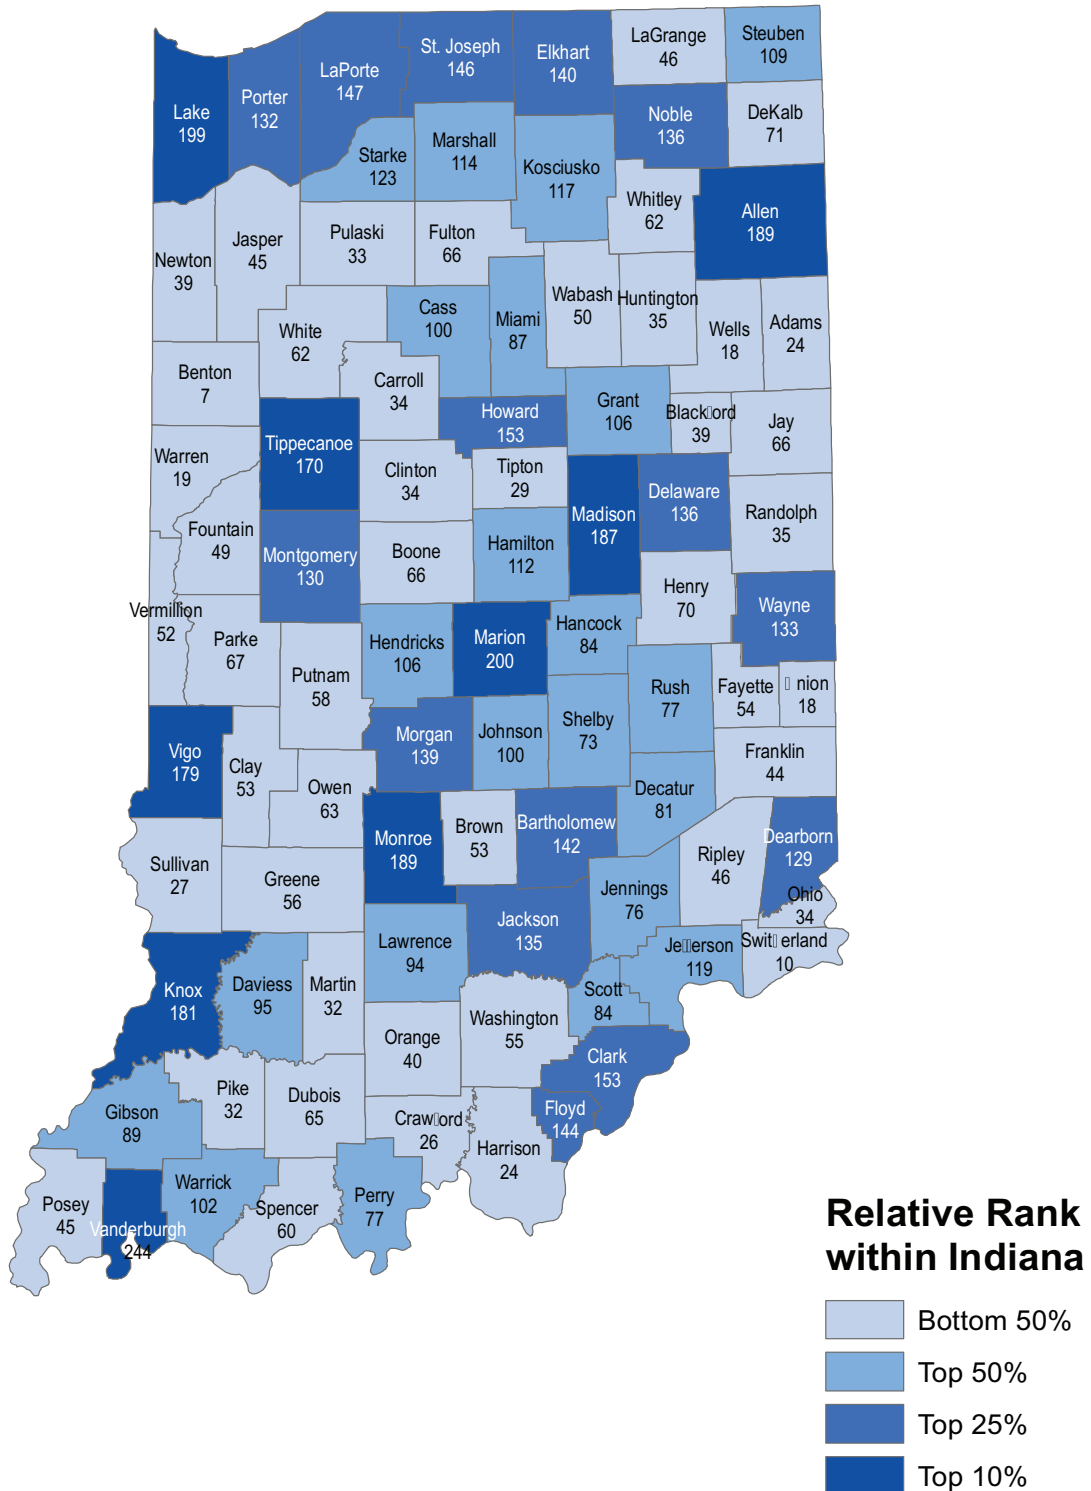 LaGrange
46
Steuben
109
St. Joseph
146
Elkhart
140
LaPorte
147
Porter
132
Lake
199
Noble
136
DeKalb
71
Marshall
114
Starke
123
Kosciusko
117
Whitley
62
Allen
189
Newton
39
Jasper
45
Pulaski
33
Fulton
66
Cass
100
Miami
87
Wabash
50
Huntington
35
Wells
18
Adams
24
White
62
Benton
7
Carroll
34
Howard
153
Grant
106
Black□ord
39
Jay
66
Tippecanoe
170
Warren
19
Clinton
34
Tipton
29
Madison
187
Delaware
136
Randolph
35
Fountain
49
Montgomery
130
Boone
66
Hamilton
112
Henry
70
Wayne
133
Vermillion
52
Parke
67
Putnam
58
Hendricks
106
Marion
200
Hancock
84
Rush
77
Fayette
54
□nion
18
Vigo
179
Clay
53
Owen
63
Morgan
139
Johnson
100
Shelby
73
Decatur
81
Franklin
44
Sullivan
27
Greene
56
Monroe
189
Brown
53
Bartholomew
142
Jennings
76
Ripley
46
Dearborn
129
Ohio
34
Knox
181
Daviess
95
Martin
32
Lawrence
94
Jackson
135
Scott
84
Je□□erson
119
Swit□erland
10
Orange
40
Washington
55
Clark
153
Floyd
144
Gibson
89
Pike
32
Dubois
65
Craw□ord
26
Harrison
24
Posey
45
Vanderburgh
244
Warrick
102
Spencer
60
Perry
77
Relative Rank
within Indiana
Bottom 50%
Top 50%
Top 25%
Top 10%